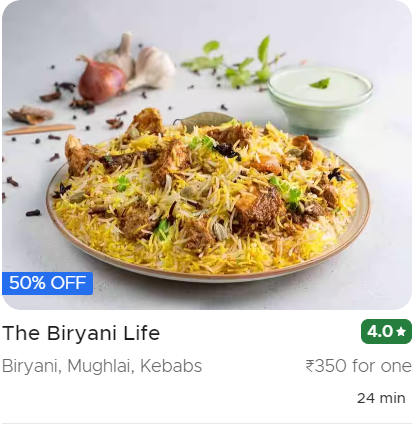 50% OFF
The Biryani Life 4.0★
Biryani, Mughlai, Kebabs ₹350 for one
24 min